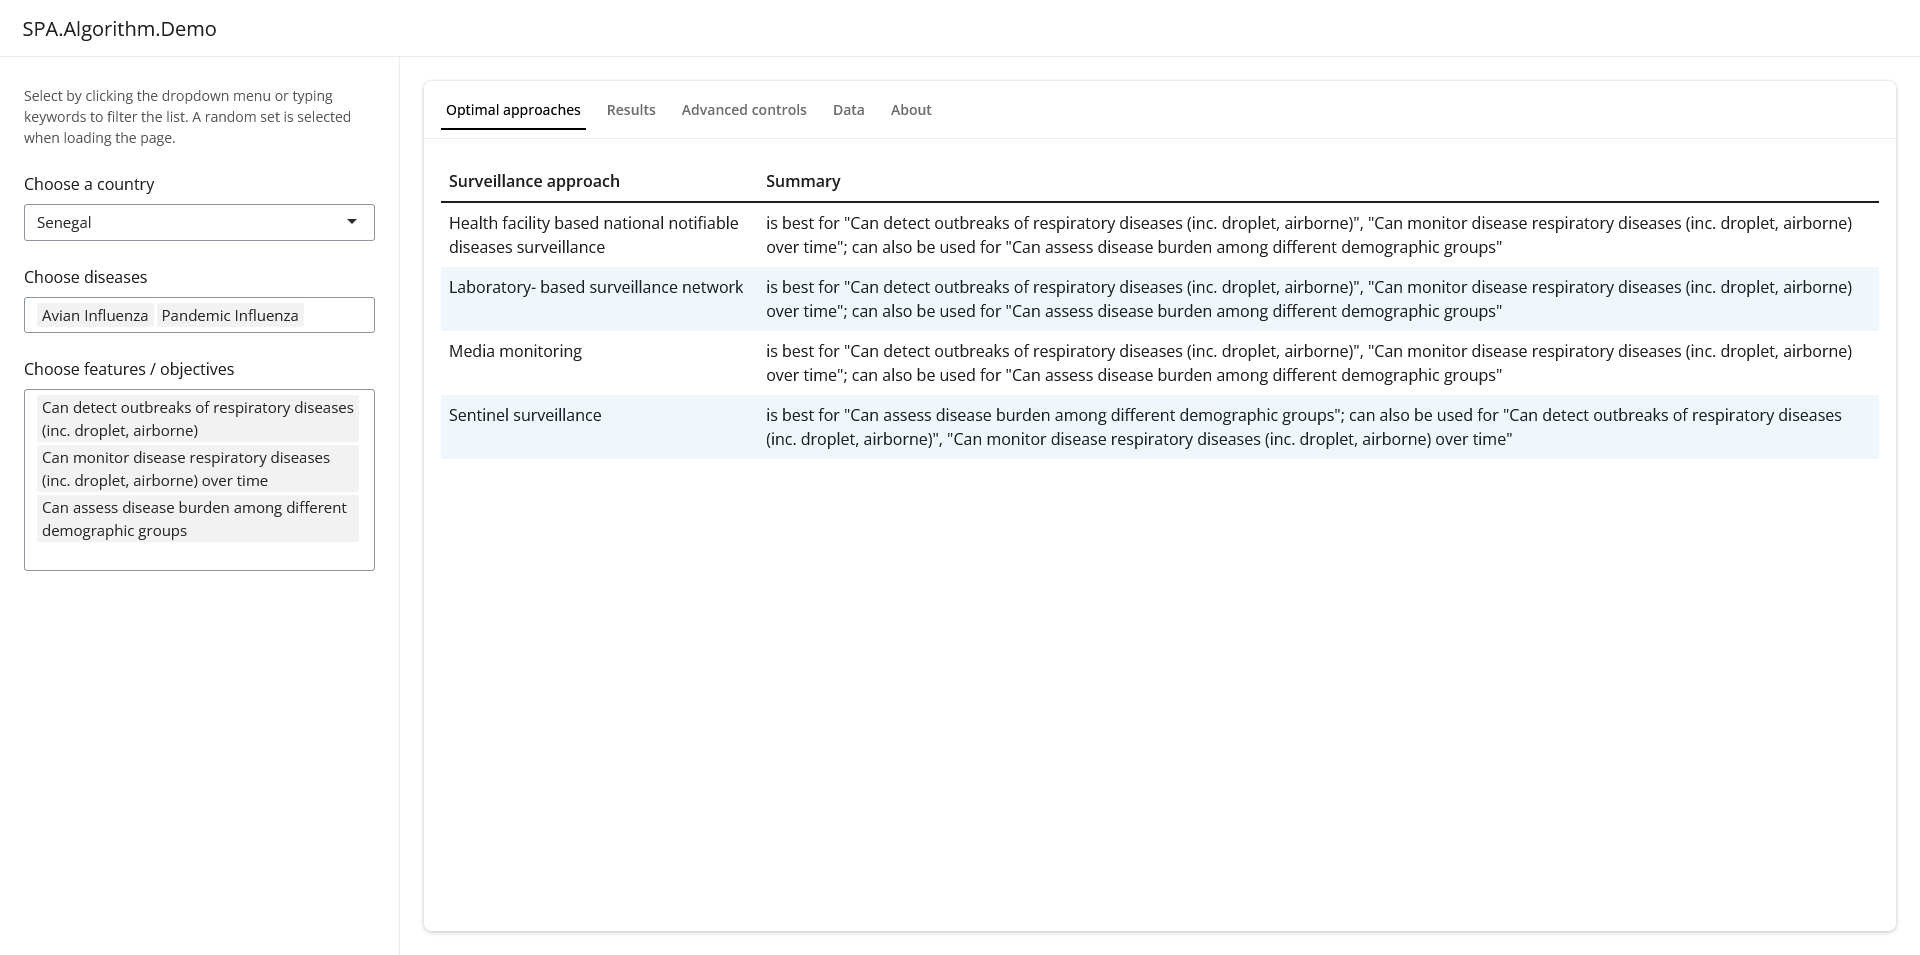 SPA.Algorithm.Demo
Select by clicking the dropdown menu or typing
keywords to filter the list. A random set is selected
when loading the page.
Choose a country
Senegal
Choose diseases
Avian Influenza Pandemic Influenza
Choose features / objectives
Can detect outbreaks of respiratory diseases
(inc. droplet, airborne)
Can monitor disease respiratory diseases
(inc. droplet, airborne) over time
Can assess disease burden among different
demographic groups
Optimal approaches Results Advanced controls Data About
Surveillance approach Summary
Health facility based national notifiable
diseases surveillance
is best for "Can detect outbreaks of respiratory diseases (inc. droplet, airborne)", "Can monitor disease respiratory diseases (inc. droplet, airborne)
over time"; can also be used for "Can assess disease burden among different demographic groups"
Laboratory- based surveillance network
is best for "Can detect outbreaks of respiratory diseases (inc. droplet, airborne)", "Can monitor disease respiratory diseases (inc. droplet, airborne)
over time"; can also be used for "Can assess disease burden among different demographic groups"
Media monitoring
is best for "Can detect outbreaks of respiratory diseases (inc. droplet, airborne)", "Can monitor disease respiratory diseases (inc. droplet, airborne)
over time"; can also be used for "Can assess disease burden among different demographic groups"
Sentinel surveillance
is best for "Can assess disease burden among different demographic groups"; can also be used for "Can detect outbreaks of respiratory diseases
(inc. droplet, airborne)", "Can monitor disease respiratory diseases (inc. droplet, airborne) over time"